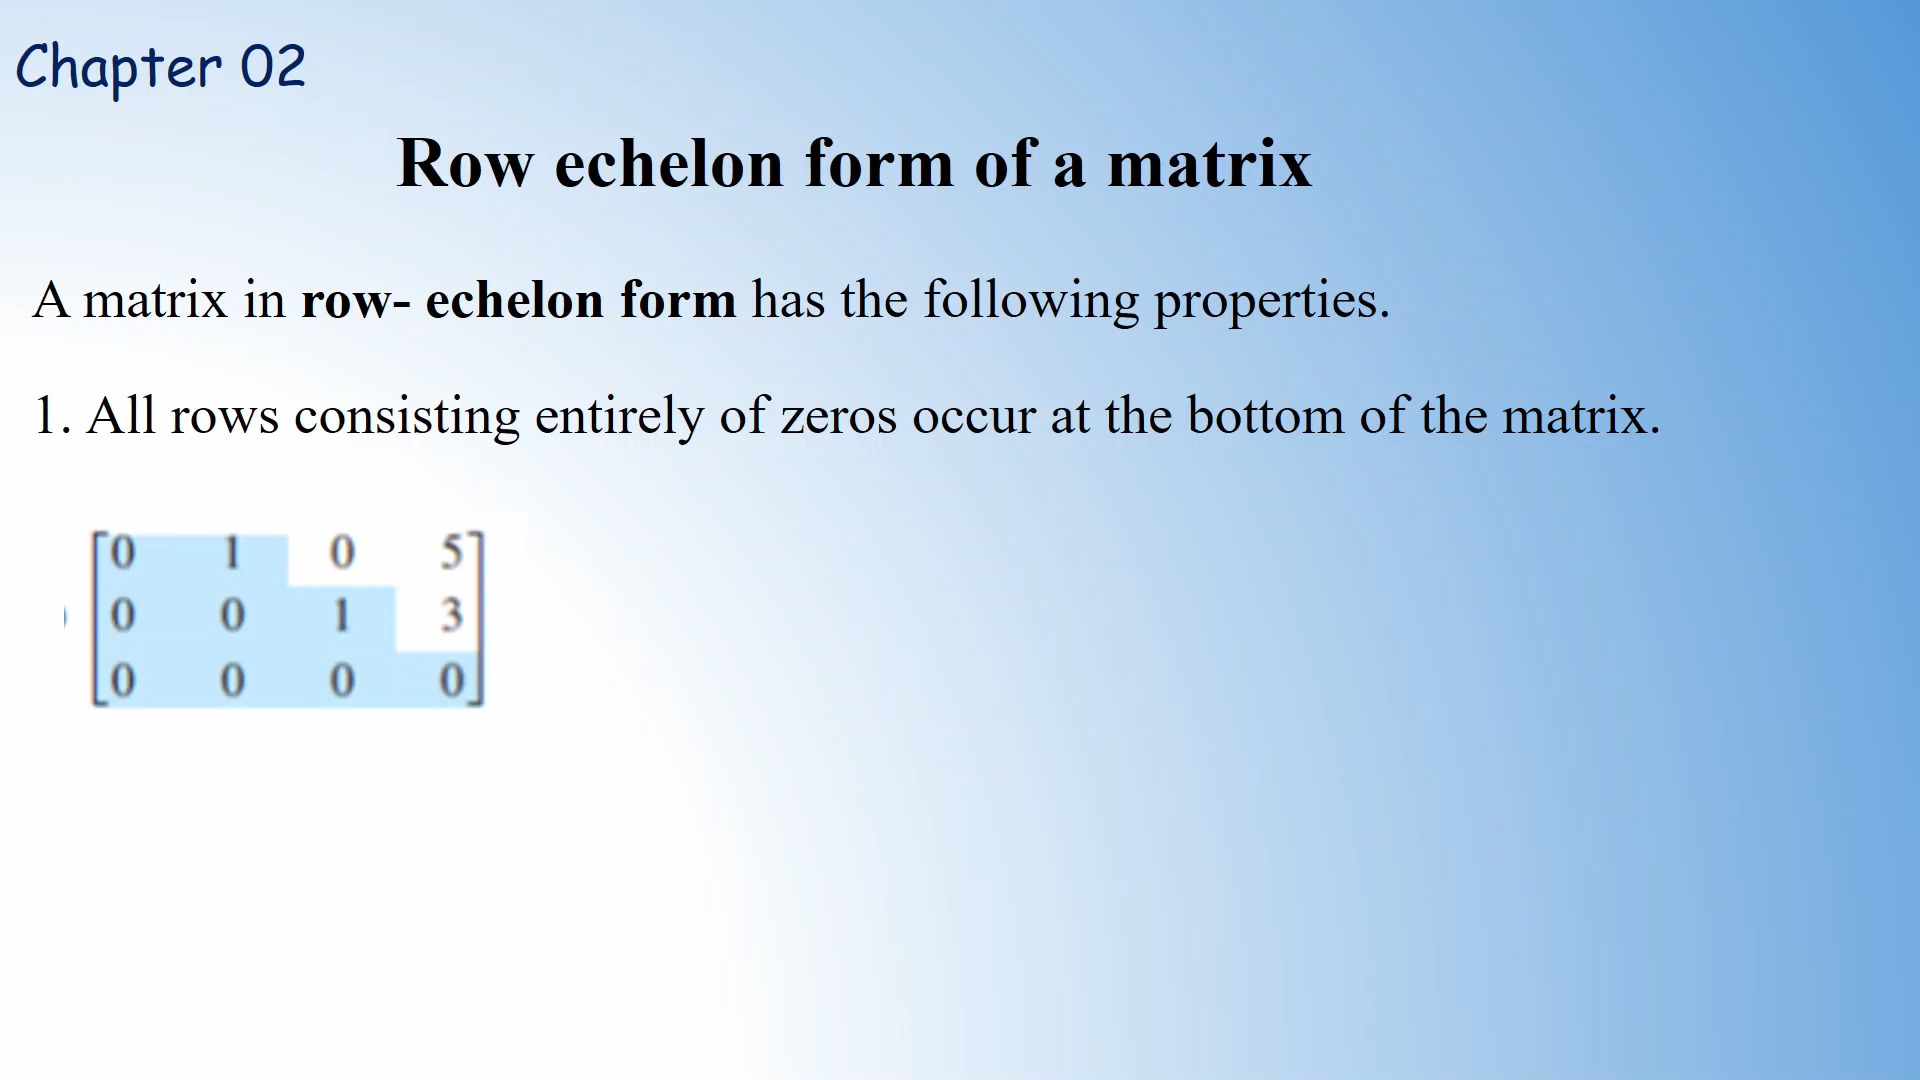 Chapter 02
Row echelon form of a matrix
A matrix in row- echelon form has the following properties.
1. All rows consisting entirely of zeros occur at the bottom of the matrix.
0 1 0 5
0 0 1 3
0 0 0 0